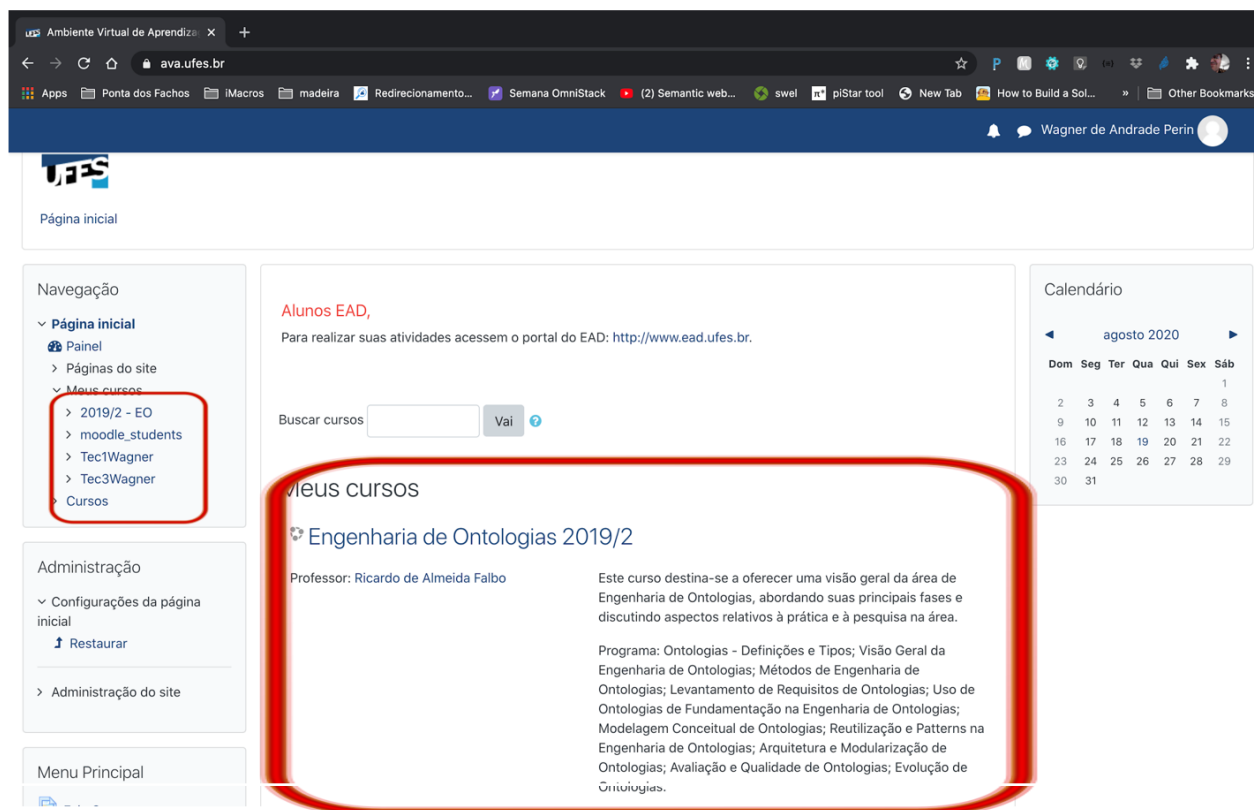 UFES Ambiente Virtual de Aprendiza
ava.ufes.br
Apps Ponta dos Fachos iMacros madeira Redirecionamento... Semana OmniStack (2) Semantic web... swel piStar tool New Tab How to Build a Sol... » Other Bookmarks
Wagner de Andrade Perin
UFES
Página inicial
Navegação
Página inicial
Painel
Páginas do site
Meus cursos
2019/2 - EO
moodle_students
Tec1Wagner
Tec3Wagner
Cursos
Administração
Configurações da página
inicial
Restaurar
Administração do site
Menu Principal
Alunos EAD,
Para realizar suas atividades acessem o portal do EAD: http://www.ead.ufes.br.
Buscar cursos Vai ?
Meus cursos
Engenharia de Ontologias 2019/2
Professor: Ricardo de Almeida Falbo
Este curso destina-se a oferecer uma visão geral da área de
Engenharia de Ontologias, abordando suas principais fases e
discutindo aspectos relativos à prática e à pesquisa na área.
Programa: Ontologias - Definições e Tipos; Visão Geral da
Engenharia de Ontologias; Métodos de Engenharia de
Ontologias; Levantamento de Requisitos de Ontologias; Uso de
Ontologias de Fundamentação na Engenharia de Ontologias;
Modelagem Conceitual de Ontologias; Reutilização e Patterns na
Engenharia de Ontologias; Arquitetura e Modularização de
Ontologias; Avaliação e Qualidade de Ontologias; Evolução de
Ontologias.
Calendário
◄ agosto 2020 ►
Dom Seg Ter Qua Qui Sex Sáb
1
2 3 4 5 6 7 8
9 10 11 12 13 14 15
16 17 18 19 20 21 22
23 24 25 26 27 28 29
30 31